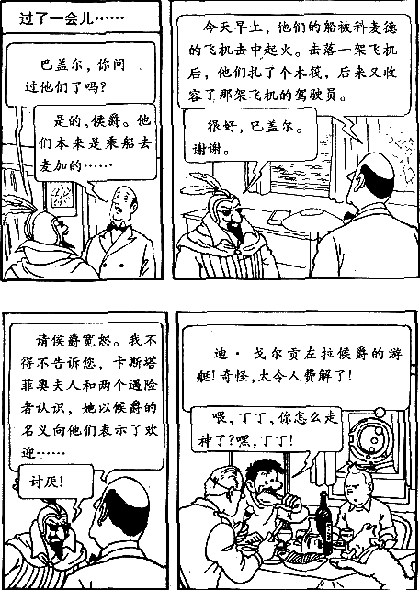 过了一会儿……
巴盖尔，你问
过他们了吗？
是的，侯爵。他
们本来是乘船去
麦加的……
今天早上，他们的船被科麦德
的飞机击中起火。击落一架飞机
后，他们扎了个木筏，后来又收
容了那架飞机的驾驶员。
很好，巴盖尔。
谢谢。
请侯爵宽恕。我不
得不告诉您，卡斯塔
菲奥夫人和两个遇险
者认识，她以侯爵的
名义向他们表示了欢
迎……
讨厌！
迪·戈尔贡左拉侯爵的游
艇！奇怪，太令人费解了！
喂，丁丁，你怎么走
神了？嘿，丁丁！